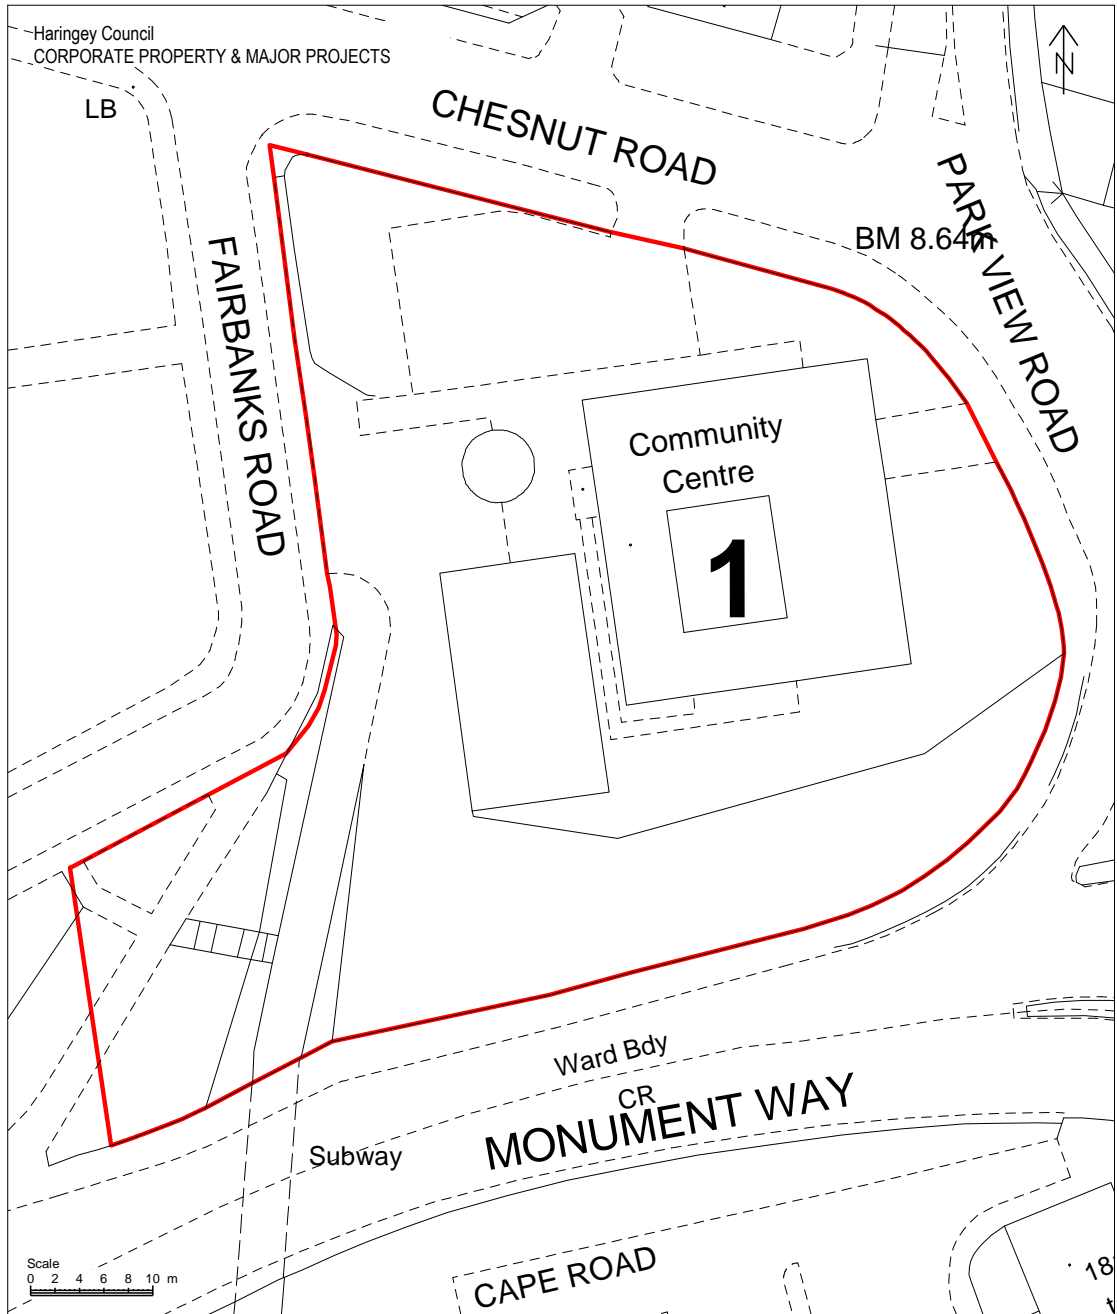 Haringey Council
CORPORATE PROPERTY & MAJOR PROJECTS
N
LB
CHESNUT ROAD
PARK VIEW ROAD
BM 8.64m
FAIRBANKS ROAD
Community
Centre
1
Ward Bdy
CR
MONUMENT WAY
Subway
CAPE ROAD
Scale
0 2 4 6 8 10 m